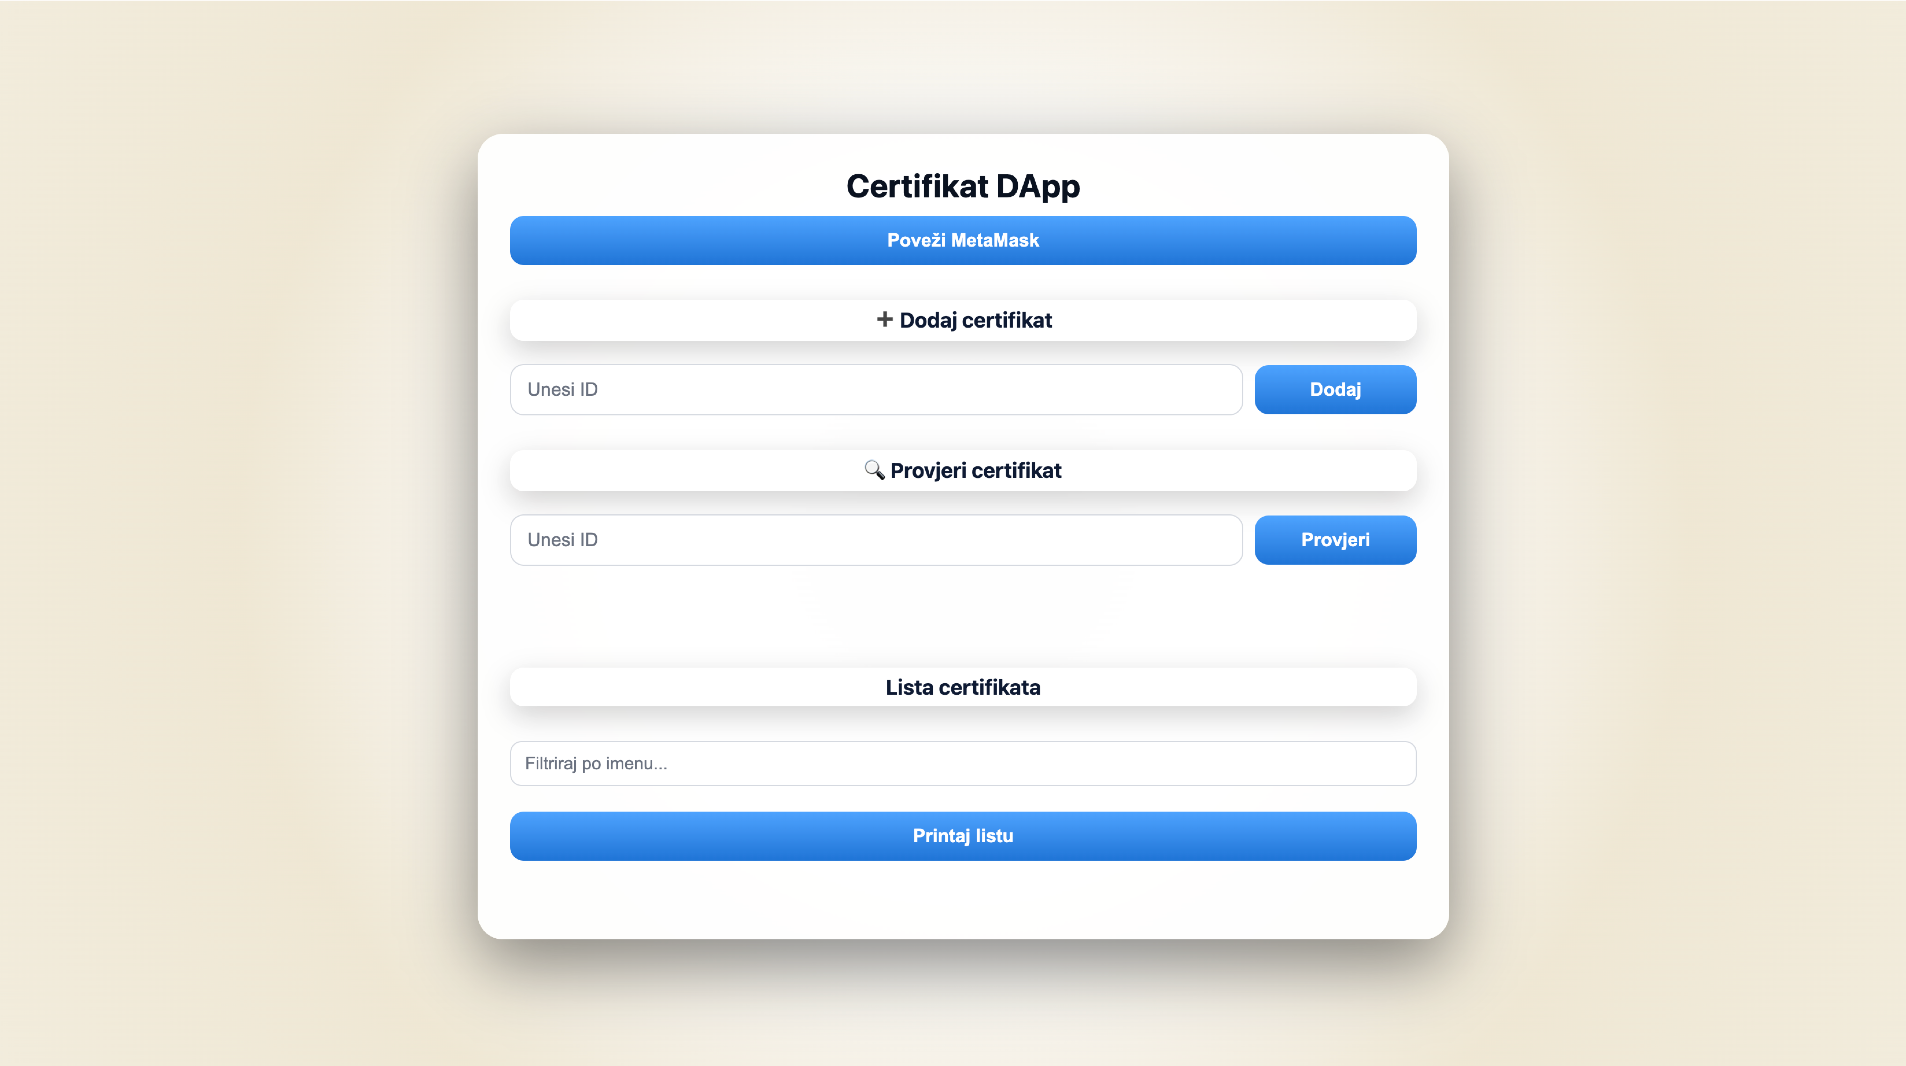 Certifikat DApp
Poveži MetaMask
➕ Dodaj certifikat
Unesi ID
Dodaj
🔍 Provjeri certifikat
Unesi ID
Provjeri
Lista certifikata
Filtriraj po imenu...
Printaj listu